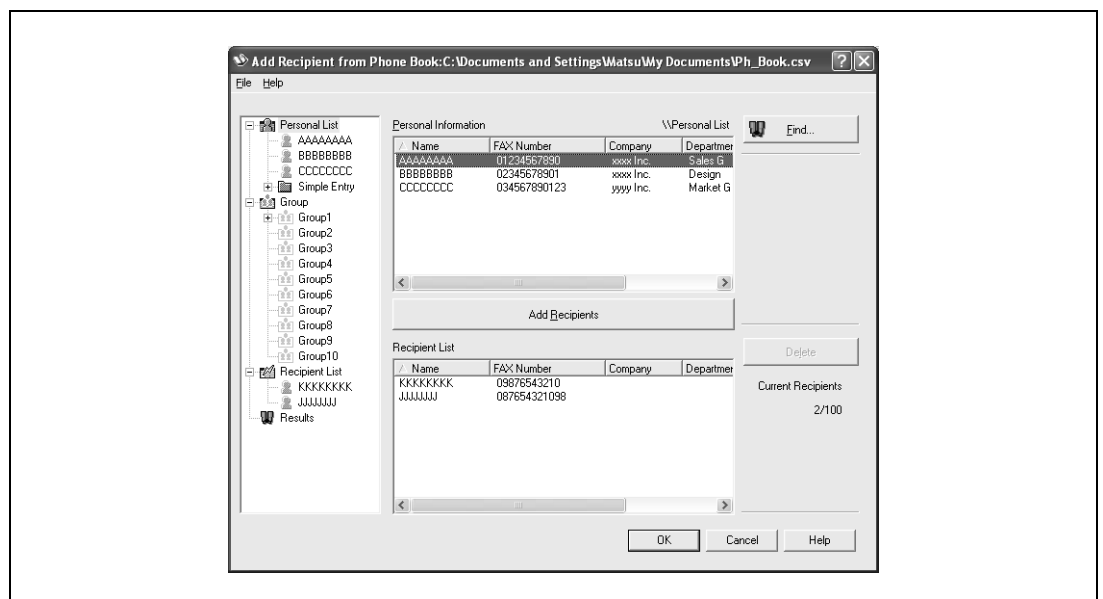 Add Recipient from Phone Book:C:\Documents and Settings\Matsu\My Documents\Ph_Book.csv
File Help
Personal List
AAAAAAAA
BBBBBBBB
CCCCCCCC
Simple Entry
Group
Group1
Group2
Group3
Group4
Group5
Group6
Group7
Group8
Group9
Group10
Recipient List
KKKKKKKK
JJJJJJJJ
Results
Personal Information \\Personal List
Name FAX Number Company Departmen
AAAAAAAA 01234567890 xxxx Inc. Sales G
BBBBBBBB 02345678901 xxxx Inc. Design
CCCCCCCC 034567890123 yyyy Inc. Market G
Add Recipients
Recipient List
Name FAX Number Company Departmen
KKKKKKKK 09876543210
JJJJJJJJ 087654321098
Find...
Delete
Current Recipients
2/100
OK Cancel Help